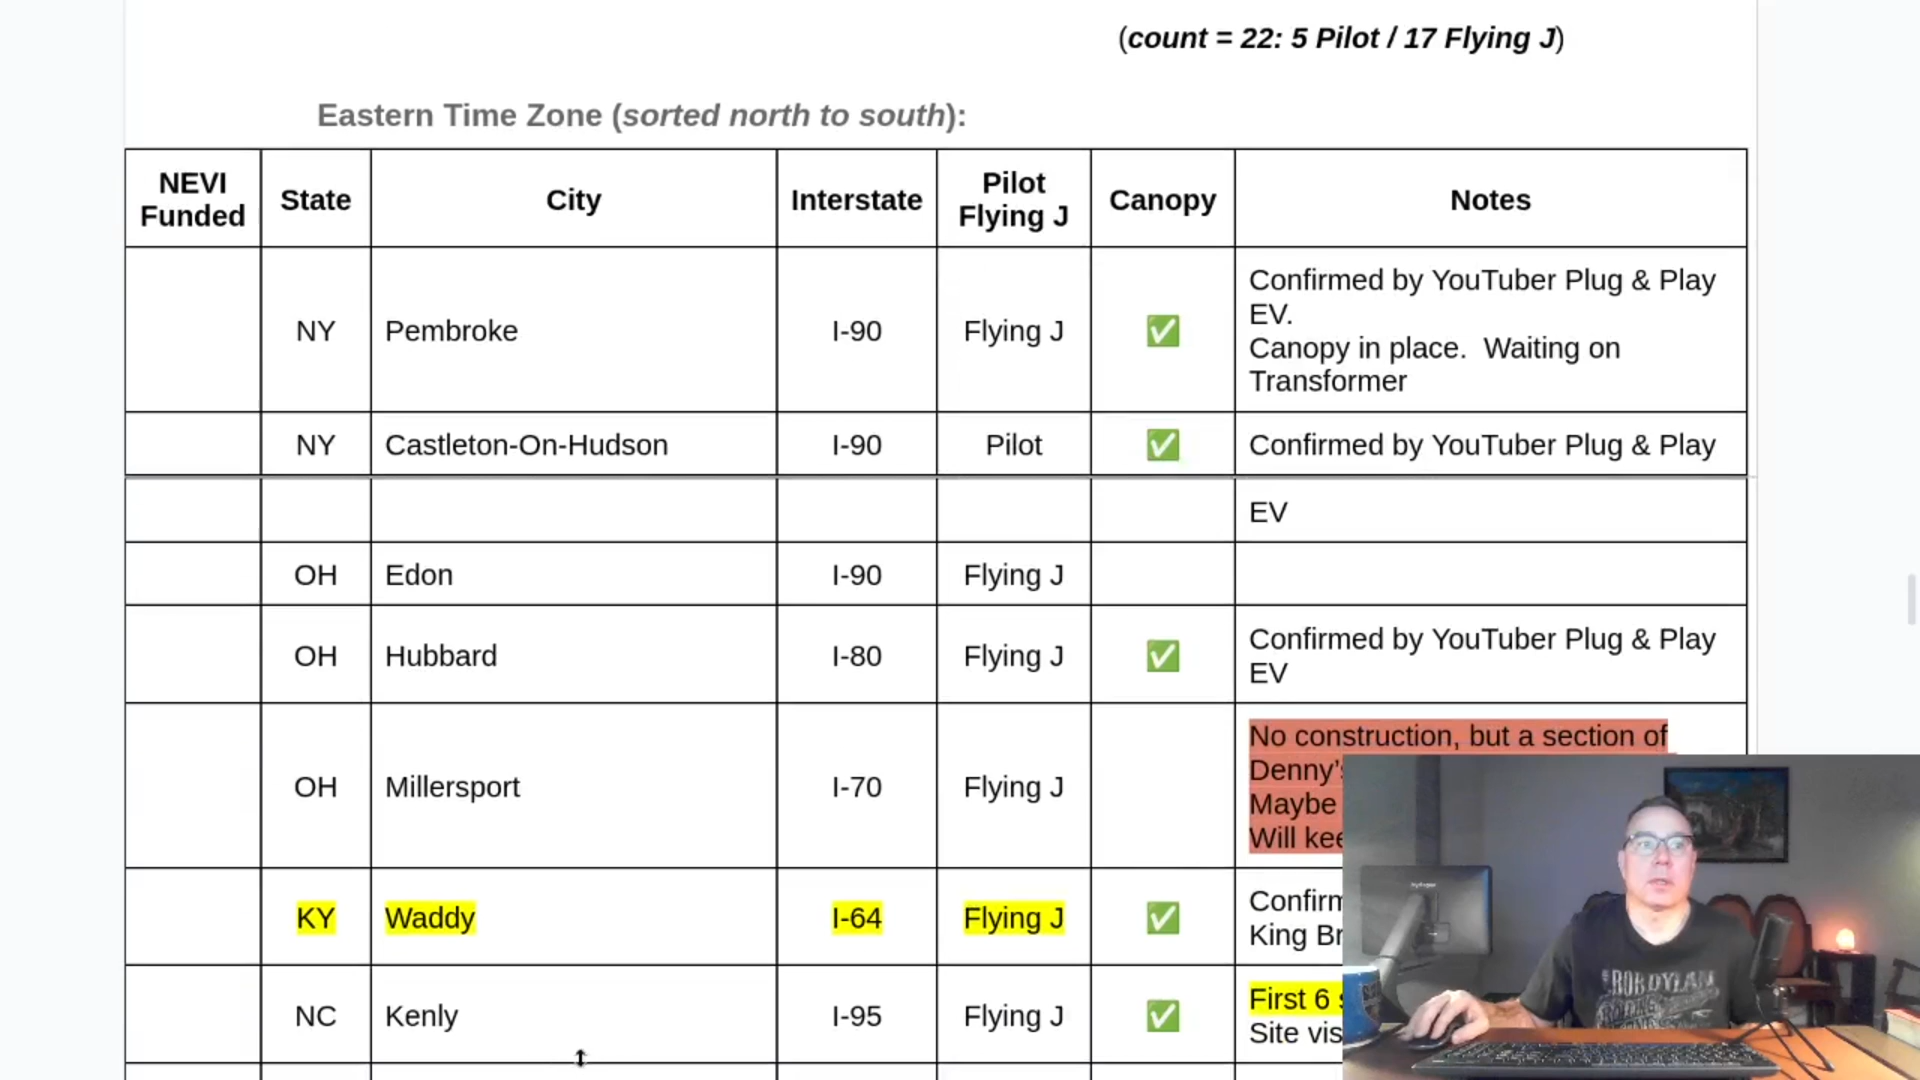 (count = 22: 5 Pilot / 17 Flying J)
Eastern Time Zone (sorted north to south):
NEVI Funded State City Interstate Pilot Flying J Canopy Notes
NY Pembroke I-90 Flying J ✅ Confirmed by YouTuber Plug & Play
EV.
Canopy in place. Waiting on
Transformer
NY Castleton-On-Hudson I-90 Pilot ✅ Confirmed by YouTuber Plug & Play
EV
OH Edon I-90 Flying J
OH Hubbard I-80 Flying J ✅ Confirmed by YouTuber Plug & Play
EV
OH Millersport I-70 Flying J No construction, but a section of
Denny's
Maybe
Will
KY Waddy I-64 Flying J ✅
King
NC Kenly I-95 Flying J ✅ First 6
Site
BOB DYLAN